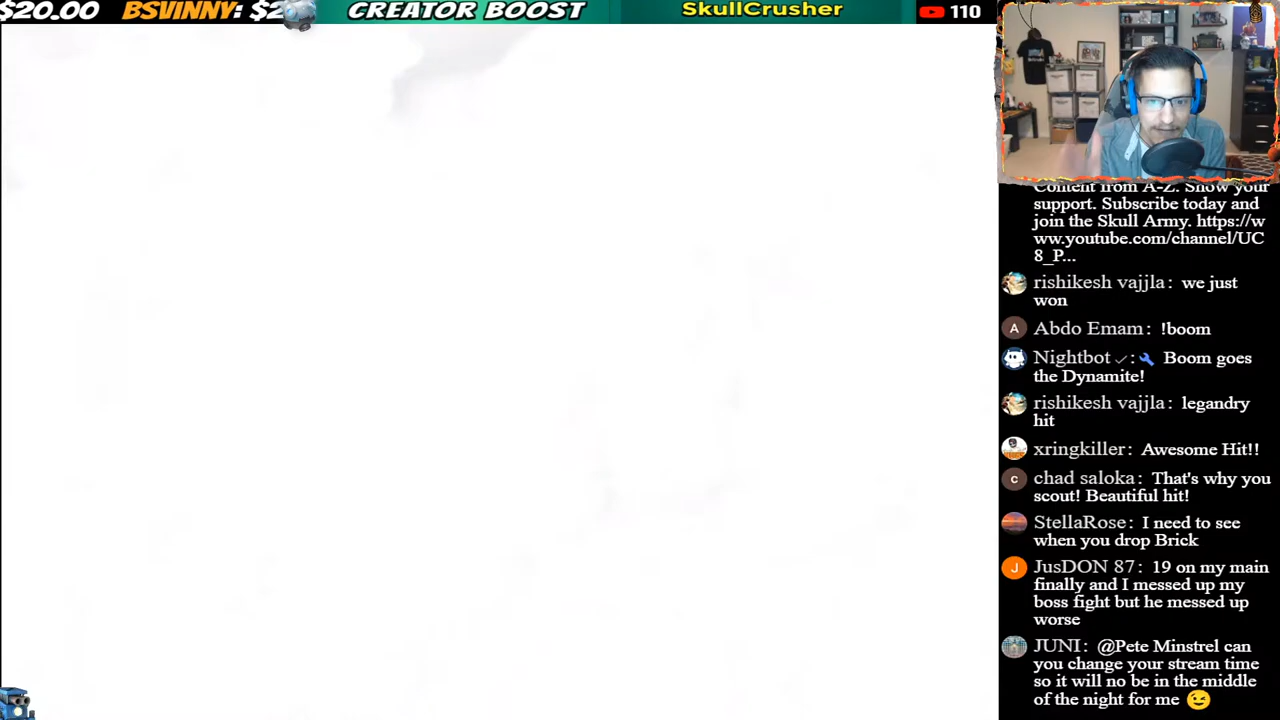 $20.00 BSVINNY: $2
CREATOR BOOST
SkullCrusher
110
Content from A-Z. Show your
support. Subscribe today and
join the Skull Army. https://w
ww.youtube.com/channel/UC
8_P...
rishikesh vajjla: we just
won
A Abdo Emam: !boom
Nightbot: Boom goes
the Dynamite!
rishikesh vajjla: legandry
hit
xringkiller: Awesome Hit!!
c chad saloka: That's why you
scout! Beautiful hit!
StellaRose: I need to see
when you drop Brick
J JusDON 87: 19 on my main
finally and I messed up my
boss fight but he messed up
worse
JUNI: @Pete Minstrel can
you change your stream time
so it will no be in the middle
of the night for me